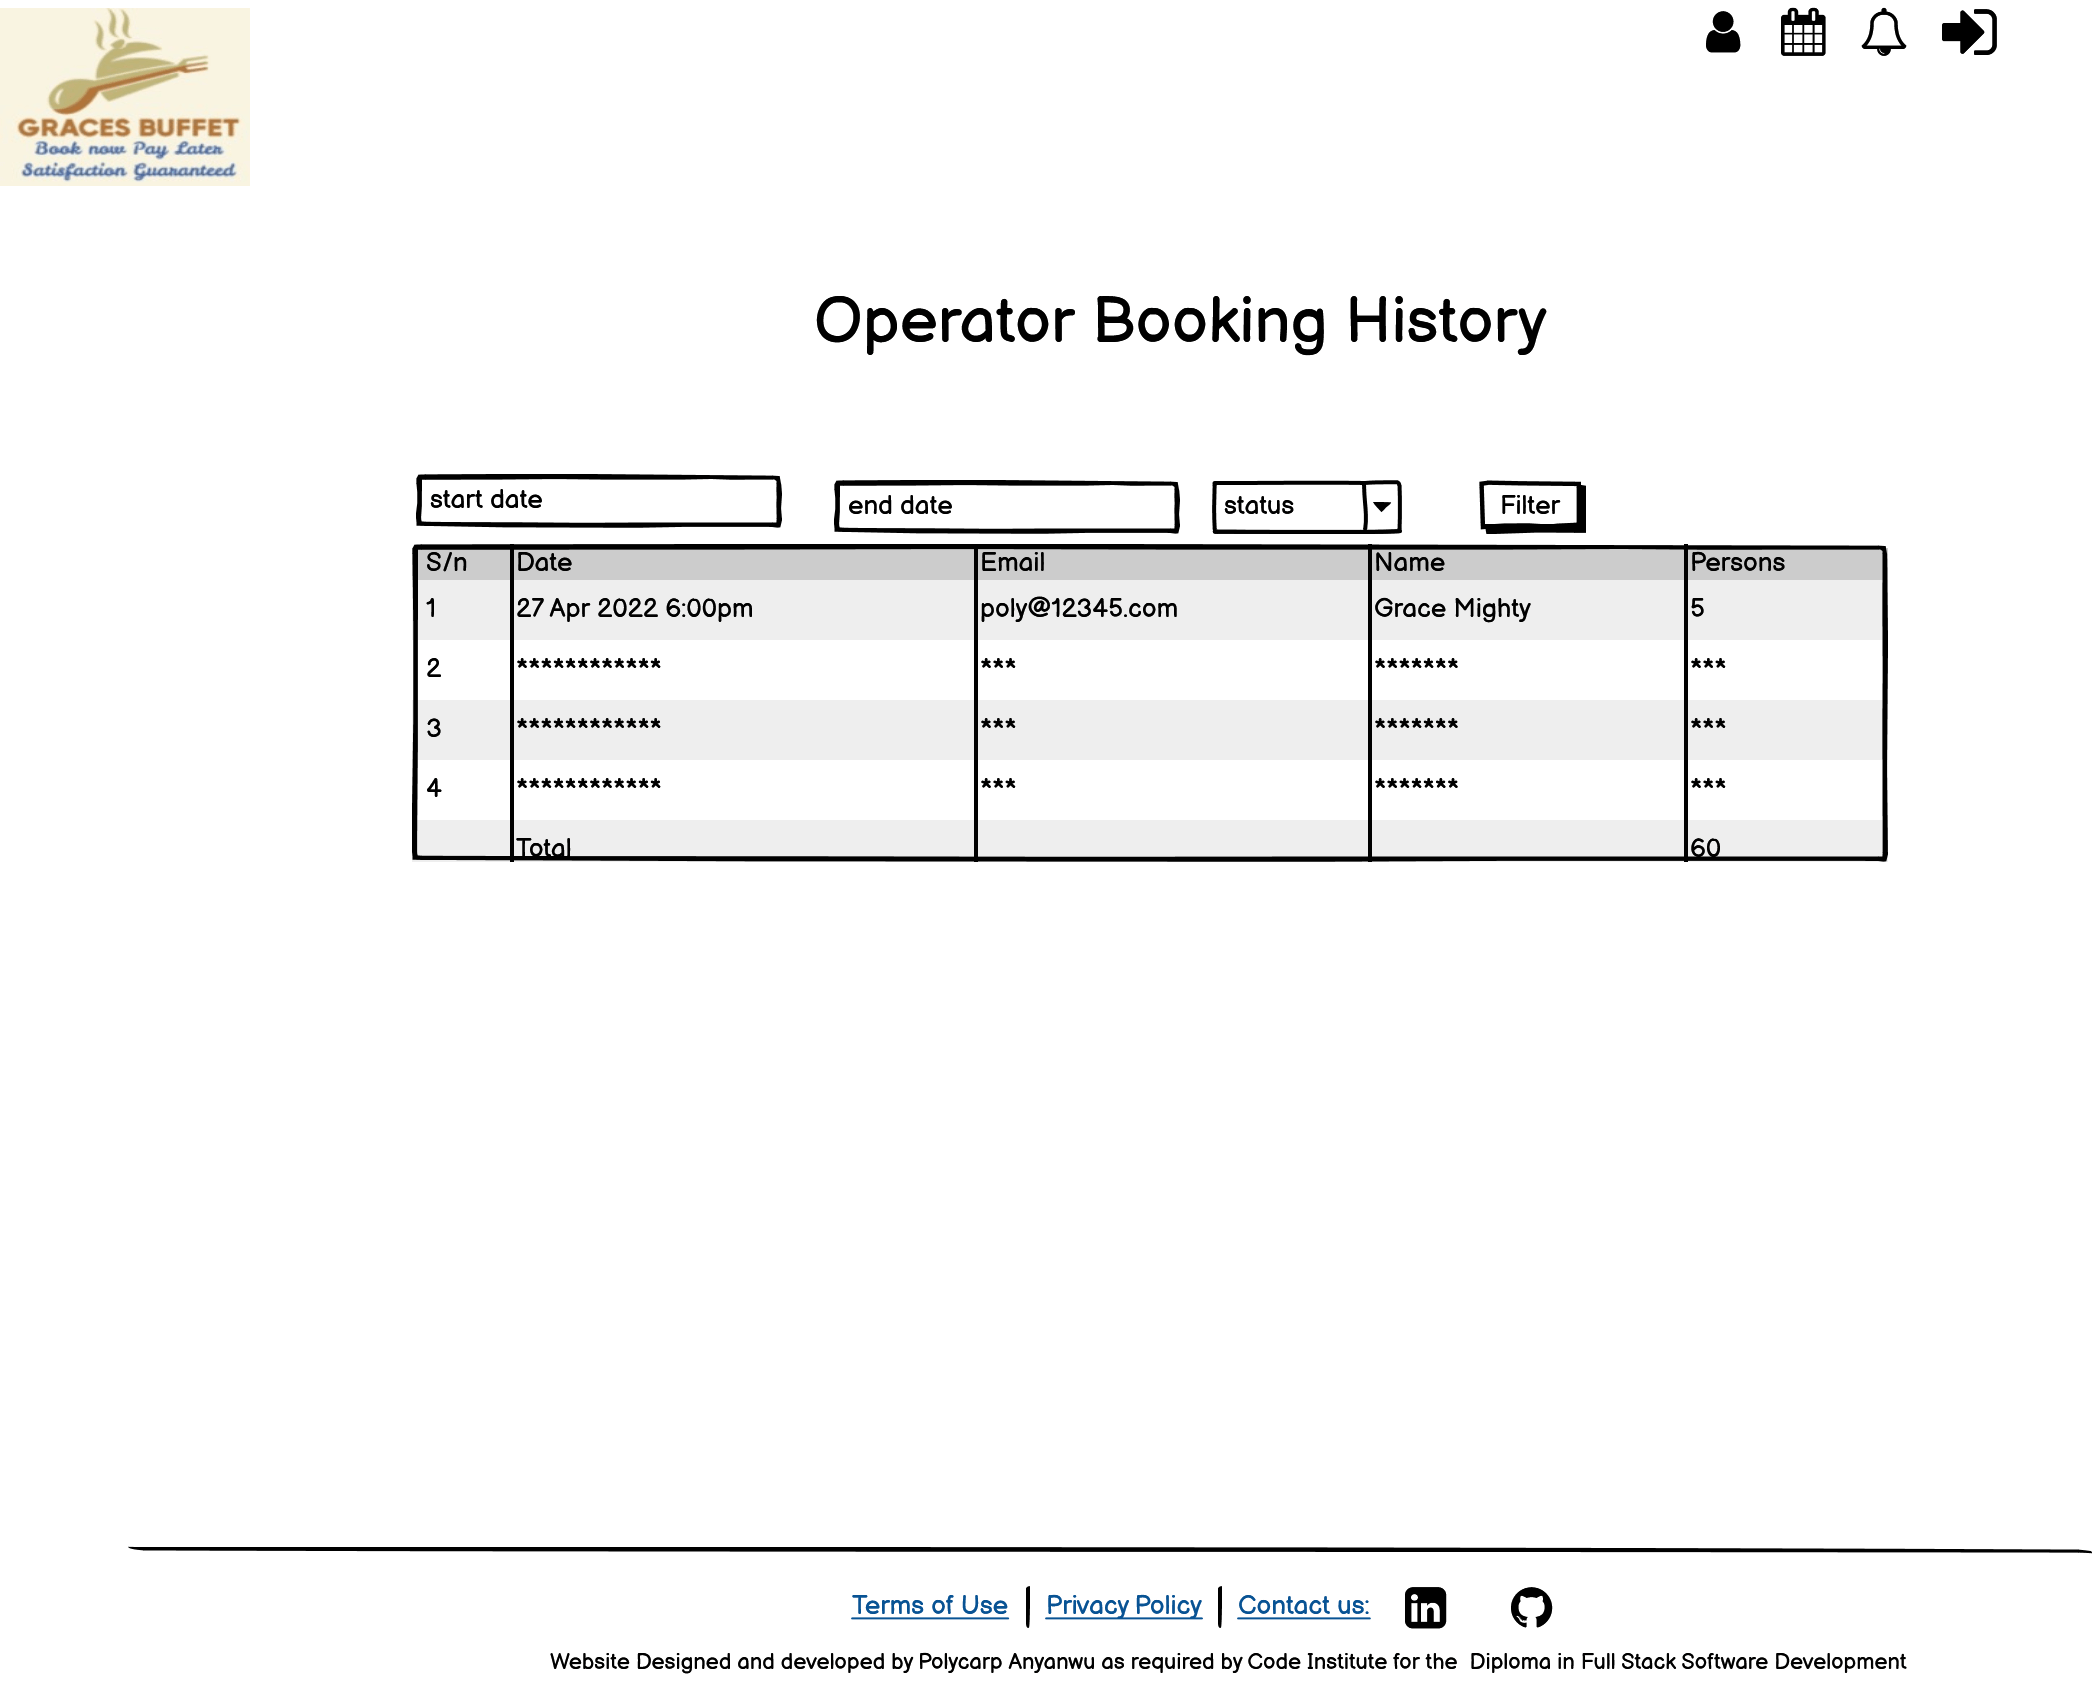 GRACES BUFFET
Book now Pay Later
Satisfaction Guaranteed
Operator Booking History
start date end date status Filter
S/n Date Email Name Persons
1 27 Apr 2022 6:00pm poly@12345.com Grace Mighty 5
2 ************ *** ******* ***
3 ************ *** ******* ***
4 ************ *** ******* ***
Total 60
Terms of Use Privacy Policy Contact us: in
Website Designed and developed by Polycarp Anyanwu as required by Code Institute for the Diploma in Full Stack Software Development